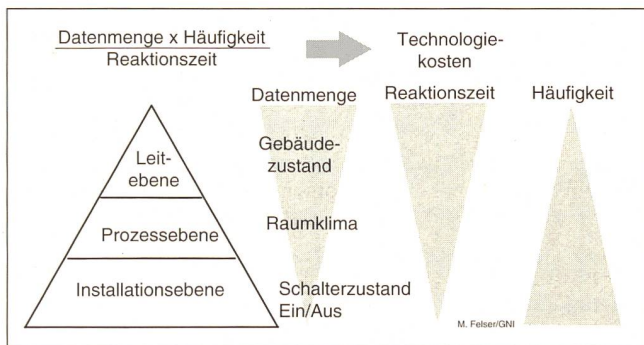 Datenmenge x Häufigkeit
Reaktionszeit
Technologie-
kosten
Datenmenge
Reaktionszeit
Häufigkeit
Leit-
ebene
Gebäude-
zustand
Prozessebene
Raumklima
Installationsebene
Schalterzustand
Ein/Aus
M. Felser/GNI